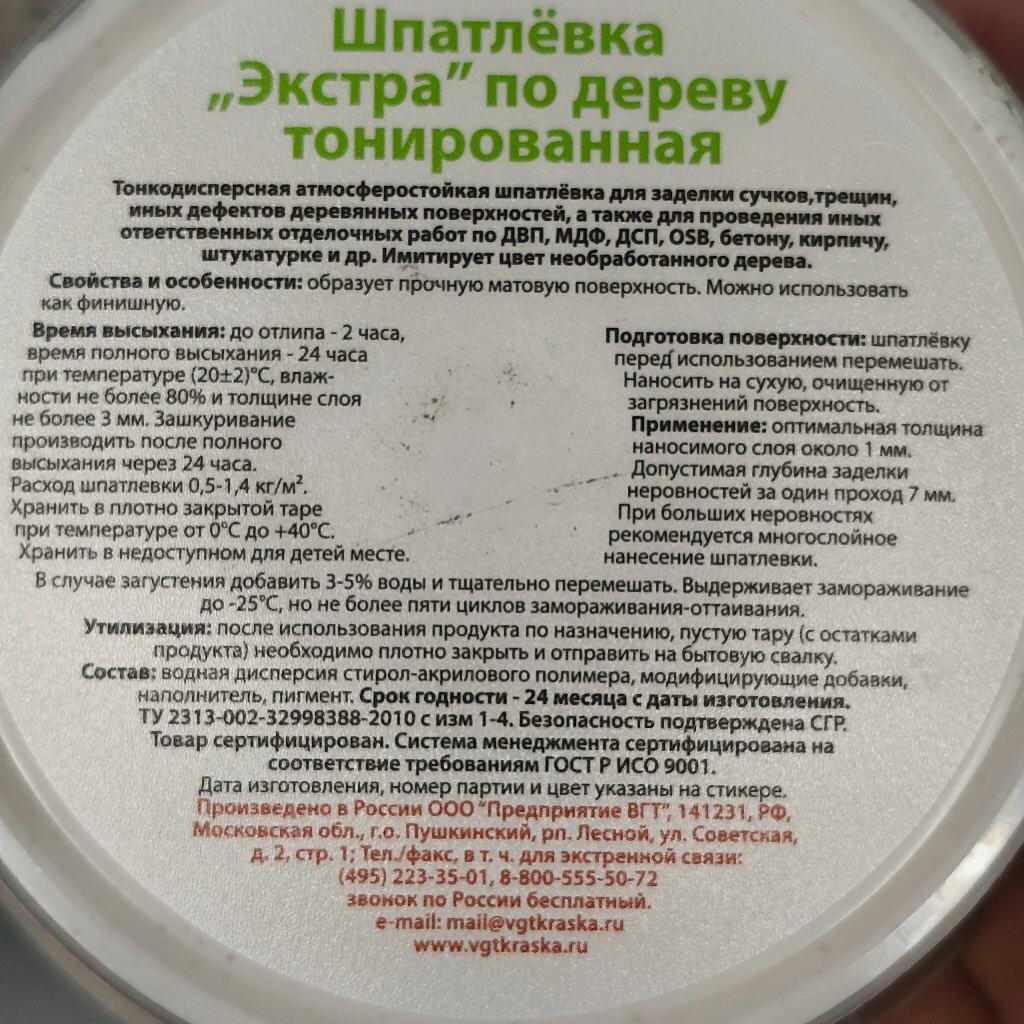 Шпатлёвка
„Экстра” по дереву
тонированная
Тонкодисперсная атмосферостойкая шпатлёвка для заделки сучков,трещин,
иных дефектов деревянных поверхностей, а также для проведения иных
ответственных отделочных работ по ДВП, МДФ, ДСП, OSB, бетону, кирпичу,
штукатурке и др. Имитирует цвет необработанного дерева.
Свойства и особенности: образует прочную матовую поверхность. Можно использовать
как финишную.
Время высыхания: до отлипа - 2 часа,
время полного высыхания - 24 часа
при температуре (20±2)°С, влаж-
ности не более 80% и толщине слоя
не более 3 мм. Зашкуривание
производить после полного
высыхания через 24 часа.
Расход шпатлевки 0,5-1,4 кг/м².
Хранить в плотно закрытой таре
при температуре от 0°С до +40°С.
Хранить в недоступном для детей месте.
Подготовка поверхности: шпатлёвку
перед использованием перемешать.
Наносить на сухую, очищенную от
загрязнений поверхность.
Применение: оптимальная толщина
наносимого слоя около 1 мм.
Допустимая глубина заделки
неровностей за один проход 7 мм.
При больших неровностях
рекомендуется многослойное
нанесение шпатлевки.
В случае загустения добавить 3-5% воды и тщательно перемешать. Выдерживает замораживание
до -25°С, но не более пяти циклов замораживания-оттаивания.
Утилизация: после использования продукта по назначению, пустую тару (с остатками
продукта) необходимо плотно закрыть и отправить на бытовую свалку.
Состав: водная дисперсия стирол-акрилового полимера, модифицирующие добавки,
наполнитель, пигмент. Срок годности - 24 месяца с даты изготовления.
ТУ 2313-002-32998388-2010 с изм 1-4. Безопасность подтверждена СГР.
Товар сертифицирован. Система менеджмента сертифицирована на
соответствие требованиям ГОСТ Р ИСО 9001.
Дата изготовления, номер партии и цвет указаны на стикере.
Произведено в России ООО “Предприятие ВГТ”, 141231, РФ,
Московская обл., г.о. Пушкинский, рп. Лесной, ул. Советская,
д. 2, стр. 1; Тел./факс, в т. ч. для экстренной связи:
(495) 223-35-01, 8-800-555-50-72
звонок по России бесплатный.
e-mail: mail@vgtkraska.ru
www.vgtkraska.ru